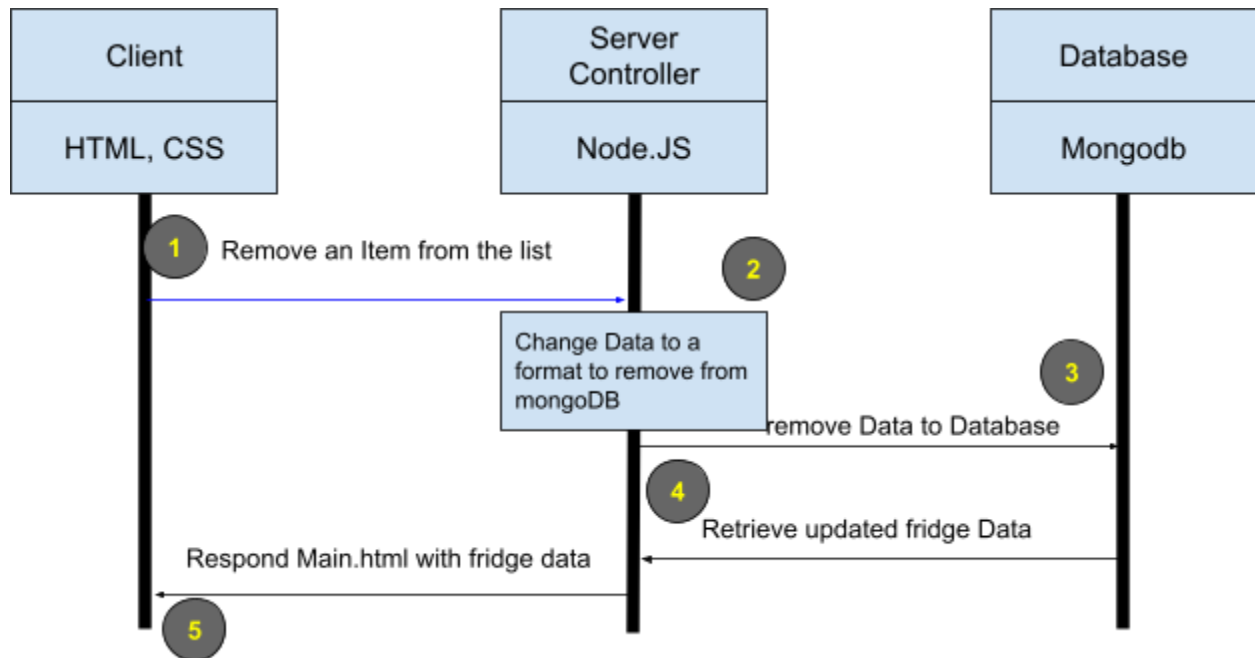 Client
Server
Controller
Database
HTML, CSS
Node.JS
Mongodb
1
Remove an Item from the list
2
Change Data to a
format to remove from
mongoDB
3
remove Data to Database
4
Retrieve updated fridge Data
Respond Main.html with fridge data
5